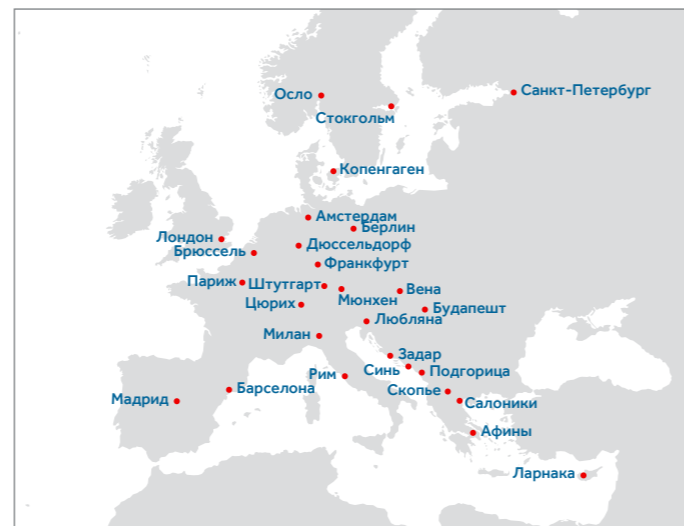 Осло
Санкт-Петербург
Стокгольм
Копенгаген
Амстердам
Берлин
Лондон
Дюссельдорф
Брюссель
Франкфурт
Париж
Штутгарт
Мюнхен
Вена
Цюрих
Будапешт
Любляна
Милан
Задар
Синь
Подгорица
Рим
Барселона
Скопье
Мадрид
Салоники
Афины
Ларнака